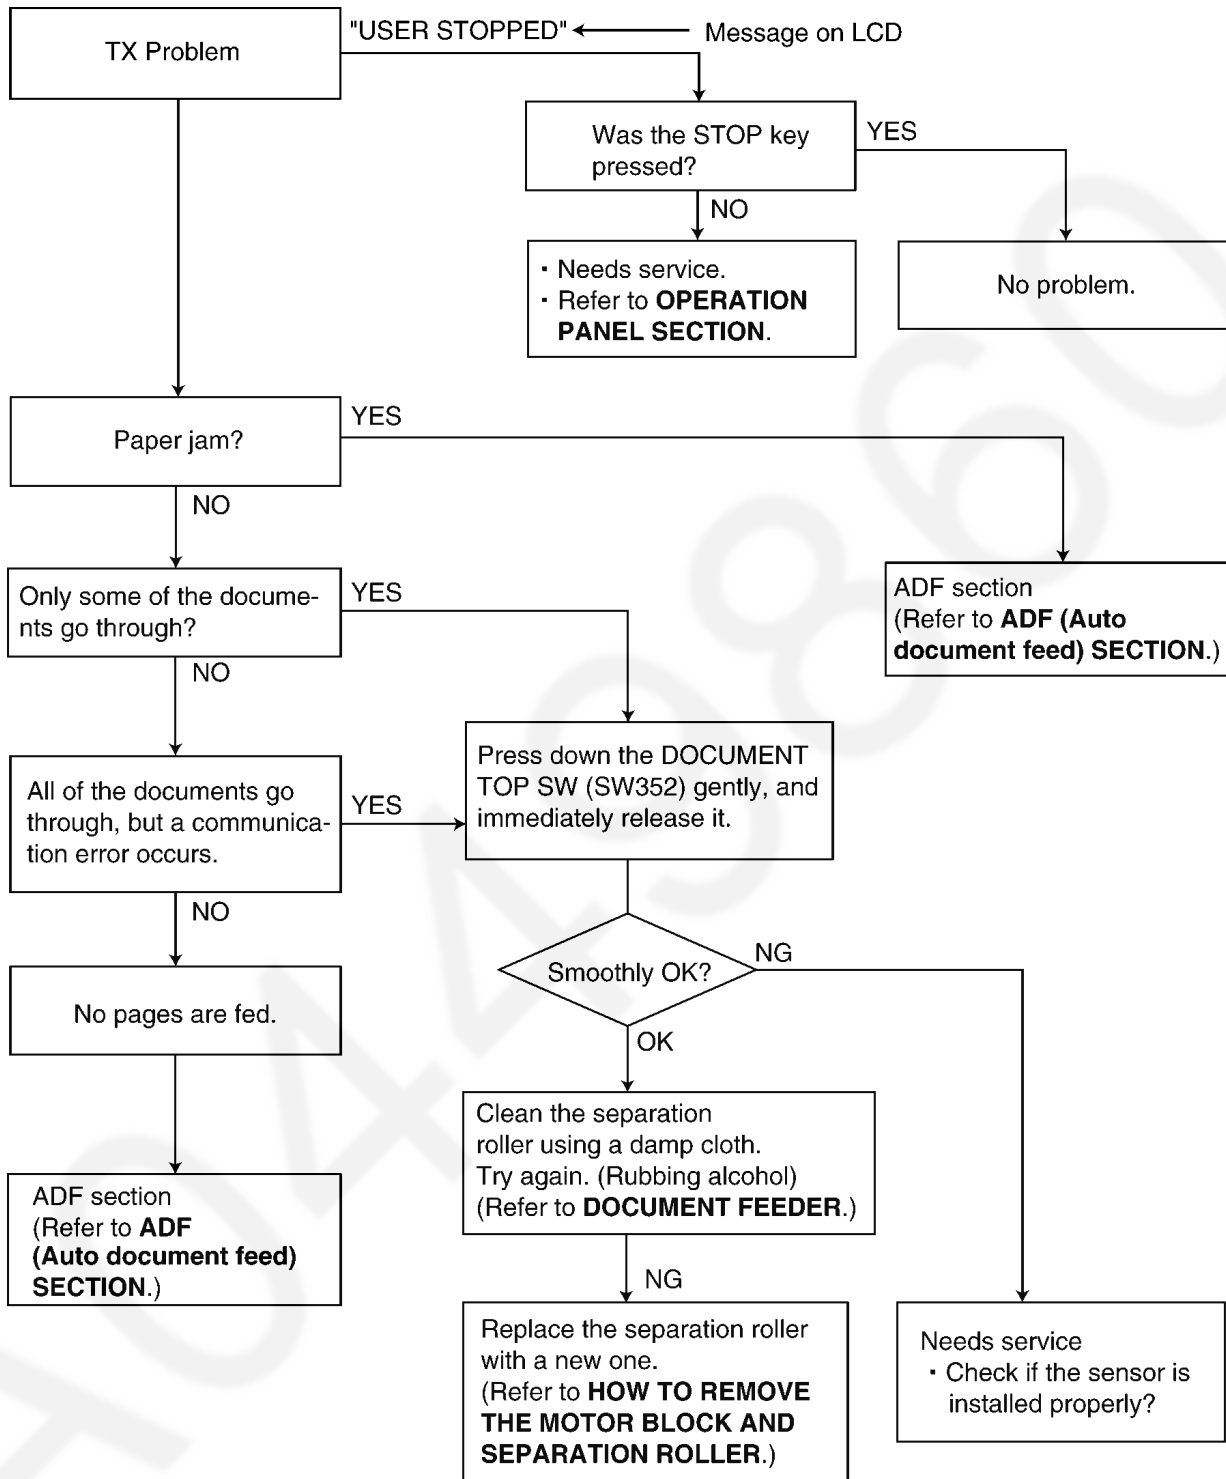 TX Problem
"USER STOPPED"
Message on LCD
Was the STOP key
pressed?
YES
NO
· Needs service.
· Refer to OPERATION
PANEL SECTION.
No problem.
Paper jam?
YES
NO
Only some of the docume-
nts go through?
YES
NO
ADF section
(Refer to ADF (Auto
document feed) SECTION.)
All of the documents go
through, but a communica-
tion error occurs.
YES
NO
Press down the DOCUMENT
TOP SW (SW352) gently, and
immediately release it.
Smoothly OK?
NG
OK
No pages are fed.
ADF section
(Refer to ADF
(Auto document feed)
SECTION.)
Clean the separation
roller using a damp cloth.
Try again. (Rubbing alcohol)
(Refer to DOCUMENT FEEDER.)
NG
Replace the separation roller
with a new one.
(Refer to HOW TO REMOVE
THE MOTOR BLOCK AND
SEPARATION ROLLER.)
Needs service
· Check if the sensor is
installed properly?